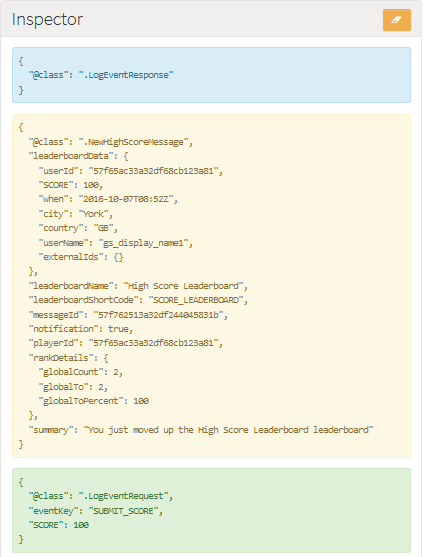 Inspector
{
"@class": ".LogEventResponse"
}
{
"@class": ".NewHighScoreMessage",
"leaderboardData": {
"userId": "57f65ac33a32df68cb123a81",
"SCORE": 100,
"when": "2016-10-07T08:52Z",
"city": "York",
"country": "GB",
"userName": "gs_display_name1",
"externalIds": {}
},
"leaderboardName": "High Score Leaderboard",
"leaderboardShortCode": "SCORE_LEADERBOARD",
"messageId": "57f762513a32df244045831b",
"notification": true,
"playerId": "57f65ac33a32df68cb123a81",
"rankDetails": {
"globalCount": 2,
"globalTo": 2,
"globalToPercent": 100
},
"summary": "You just moved up the High Score Leaderboard leaderboard"
}
{
"@class": ".LogEventRequest",
"eventKey": "SUBMIT_SCORE",
"SCORE": 100
}